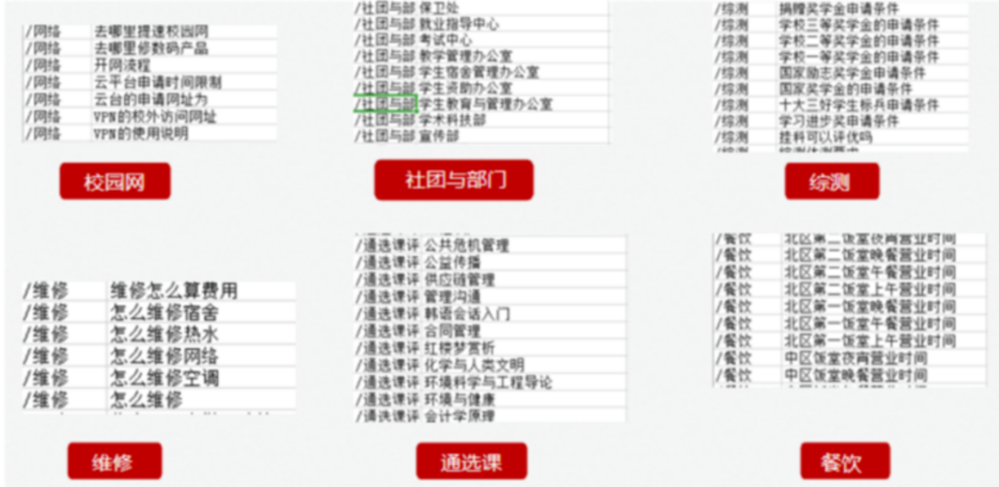 /网络 去哪里提速校园网
/网络 去哪里修数码产品
/网络 开网流程
/网络 云平台申请时间限制
/网络 云台的申请网址为
/网络 VPN的校外访问网址
/网络 VPN的使用说明
校园网
/社团与部 保卫处
/社团与部 就业指导中心
/社团与部 考试中心
/社团与部 教学管理办公室
/社团与部 学生宿舍管理办公室
/社团与部 学生资助办公室
/社团与部 学生教育与管理办公室
/社团与部 学术科技部
/社团与部 宣传部
社团与部门
/综测 捐赠奖学金申请条件
/综测 学校三等奖学金的申请条件
/综测 学校二等奖学金的申请条件
/综测 学校一等奖学金的申请条件
/综测 国家励志奖学金申请条件
/综测 国家奖学金的申请条件
/综测 十大三好学生标兵申请条件
/综测 学习进步奖申请条件
/综测 挂科可以评优吗
综测
/维修 维修怎么算费用
/维修 怎么维修宿舍
/维修 怎么维修热水
/维修 怎么维修网络
/维修 怎么维修空调
/维修 怎么维修
维修
/通选课评 公共危机管理
/通选课评 公益传播
/通选课评 供应链管理
/通选课评 管理沟通
/通选课评 韩语会话入门
/通选课评 合同管理
/通选课评 红楼梦赏析
/通选课评 化学与人类文明
/通选课评 环境科学与工程导论
/通选课评 环境与健康
/通选课评 会计学原理
通选课
/餐饮 北区第二饭堂夜宵营业时间
/餐饮 北区第二饭堂晚餐营业时间
/餐饮 北区第二饭堂午餐营业时间
/餐饮 北区第二饭堂上午营业时间
/餐饮 北区第一饭堂晚餐营业时间
/餐饮 北区第一饭堂午餐营业时间
/餐饮 北区第一饭堂上午营业时间
/餐饮 中区饭堂夜宵营业时间
/餐饮 中区饭堂晚餐营业时间
餐饮